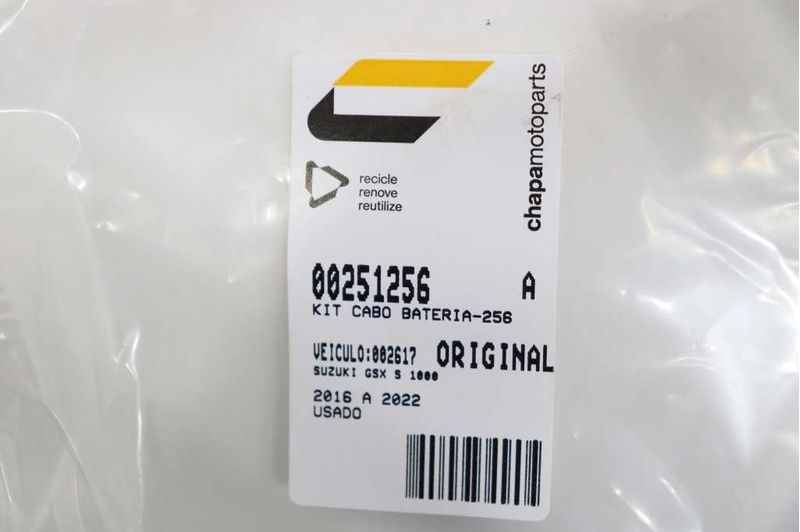 chapamotoparts
recicle
renove
reutilize
00251256 A
KIT CABO BATERIA-256
VEICULO:002617 ORIGINAL
SUZUKI GSX S 1000
2016 A 2022
USADO